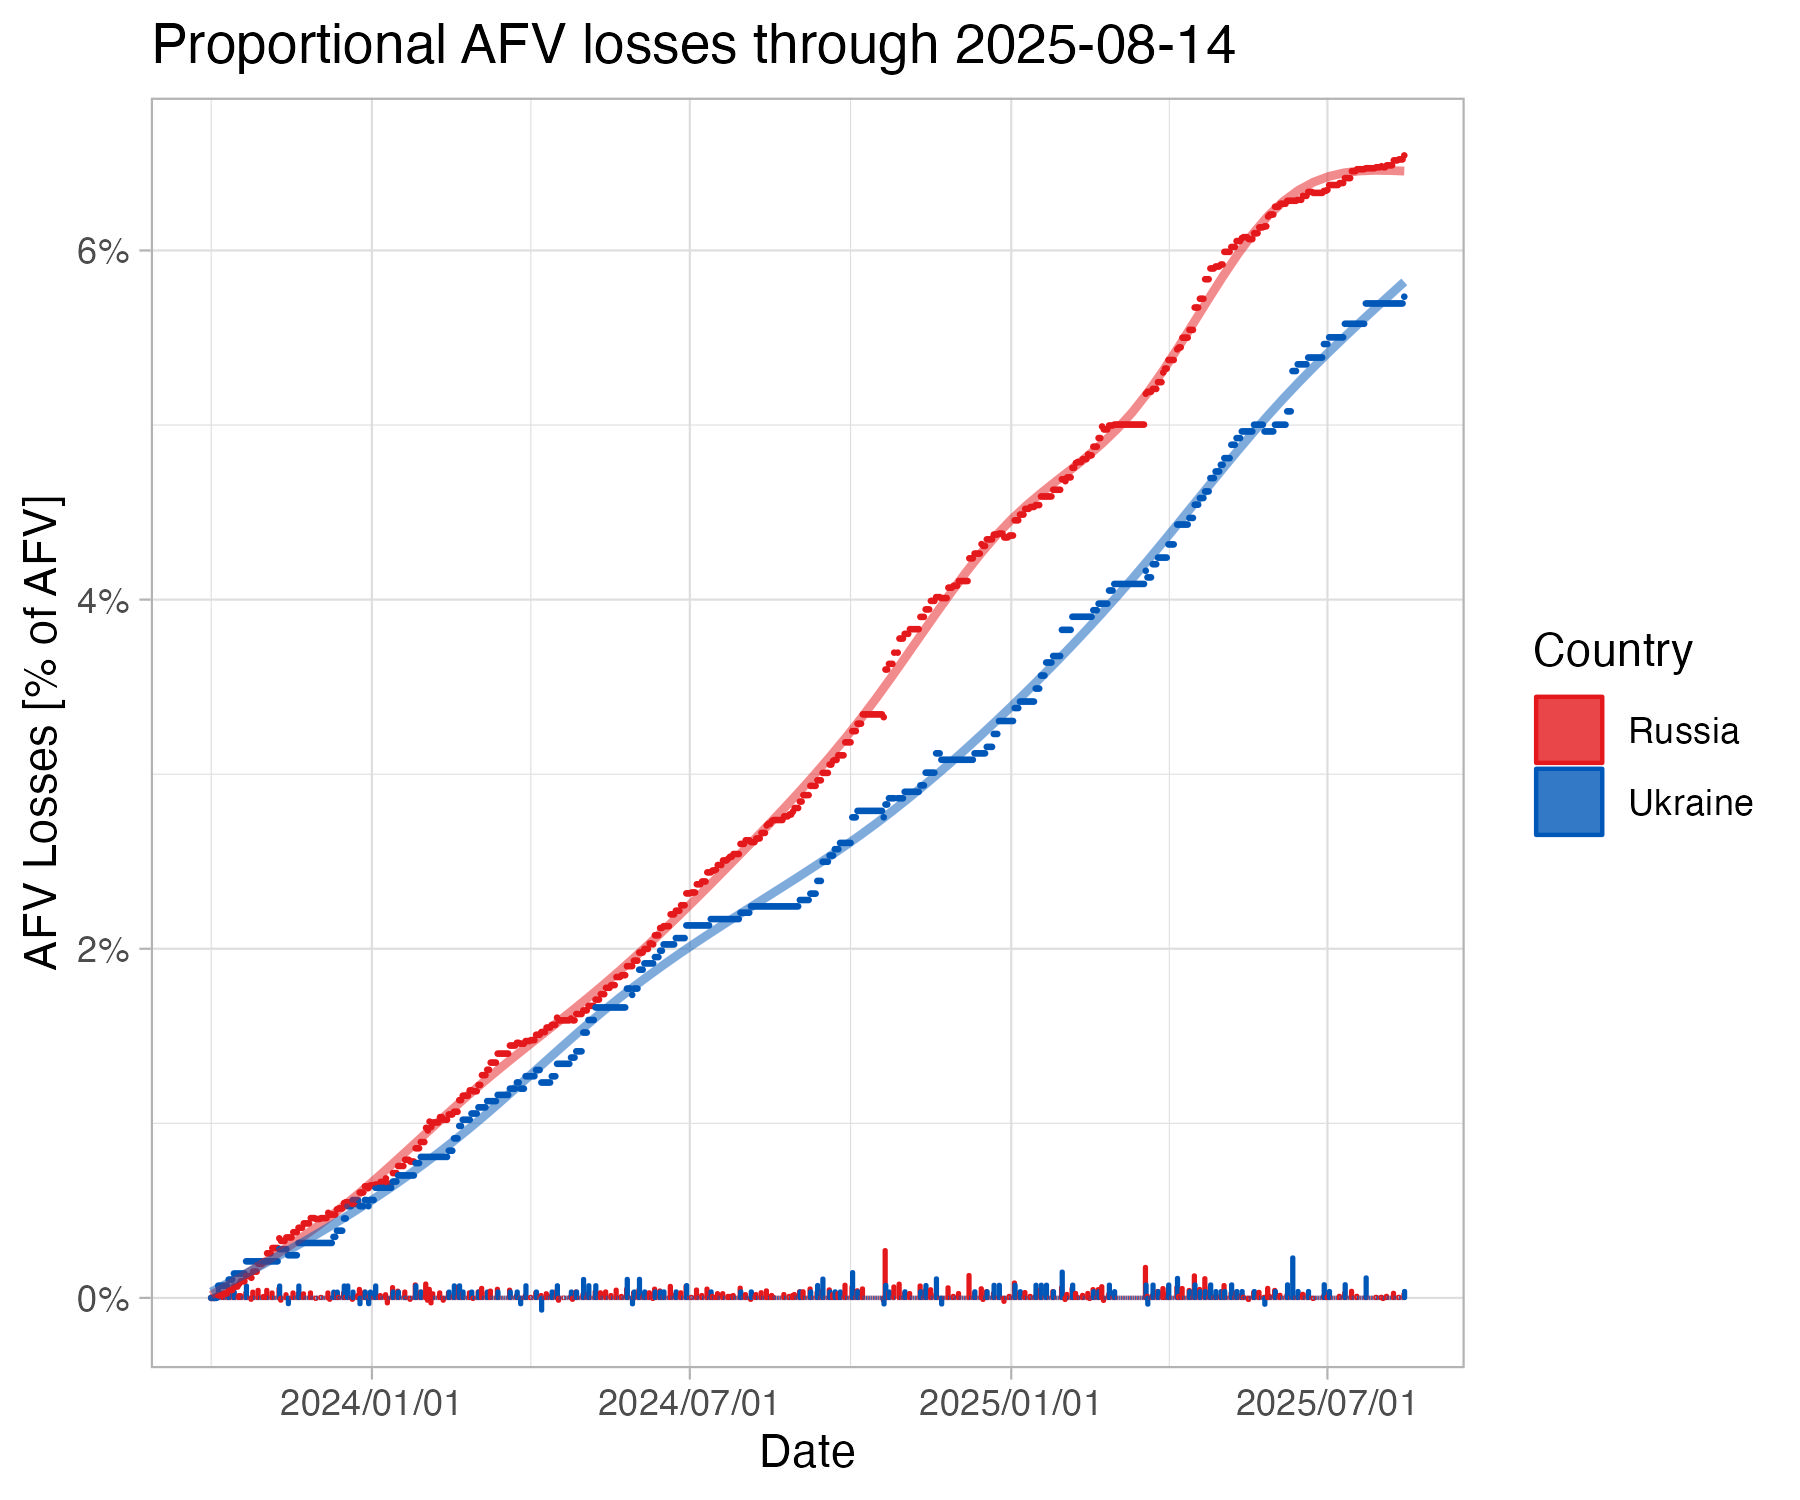 Proportional AFV losses through 2025-08-14
AFV Losses [% of AFV]
6%
4%
2%
0%
2024/01/01
2024/07/01
2025/01/01
2025/07/01
Date
Country
Russia
Ukraine